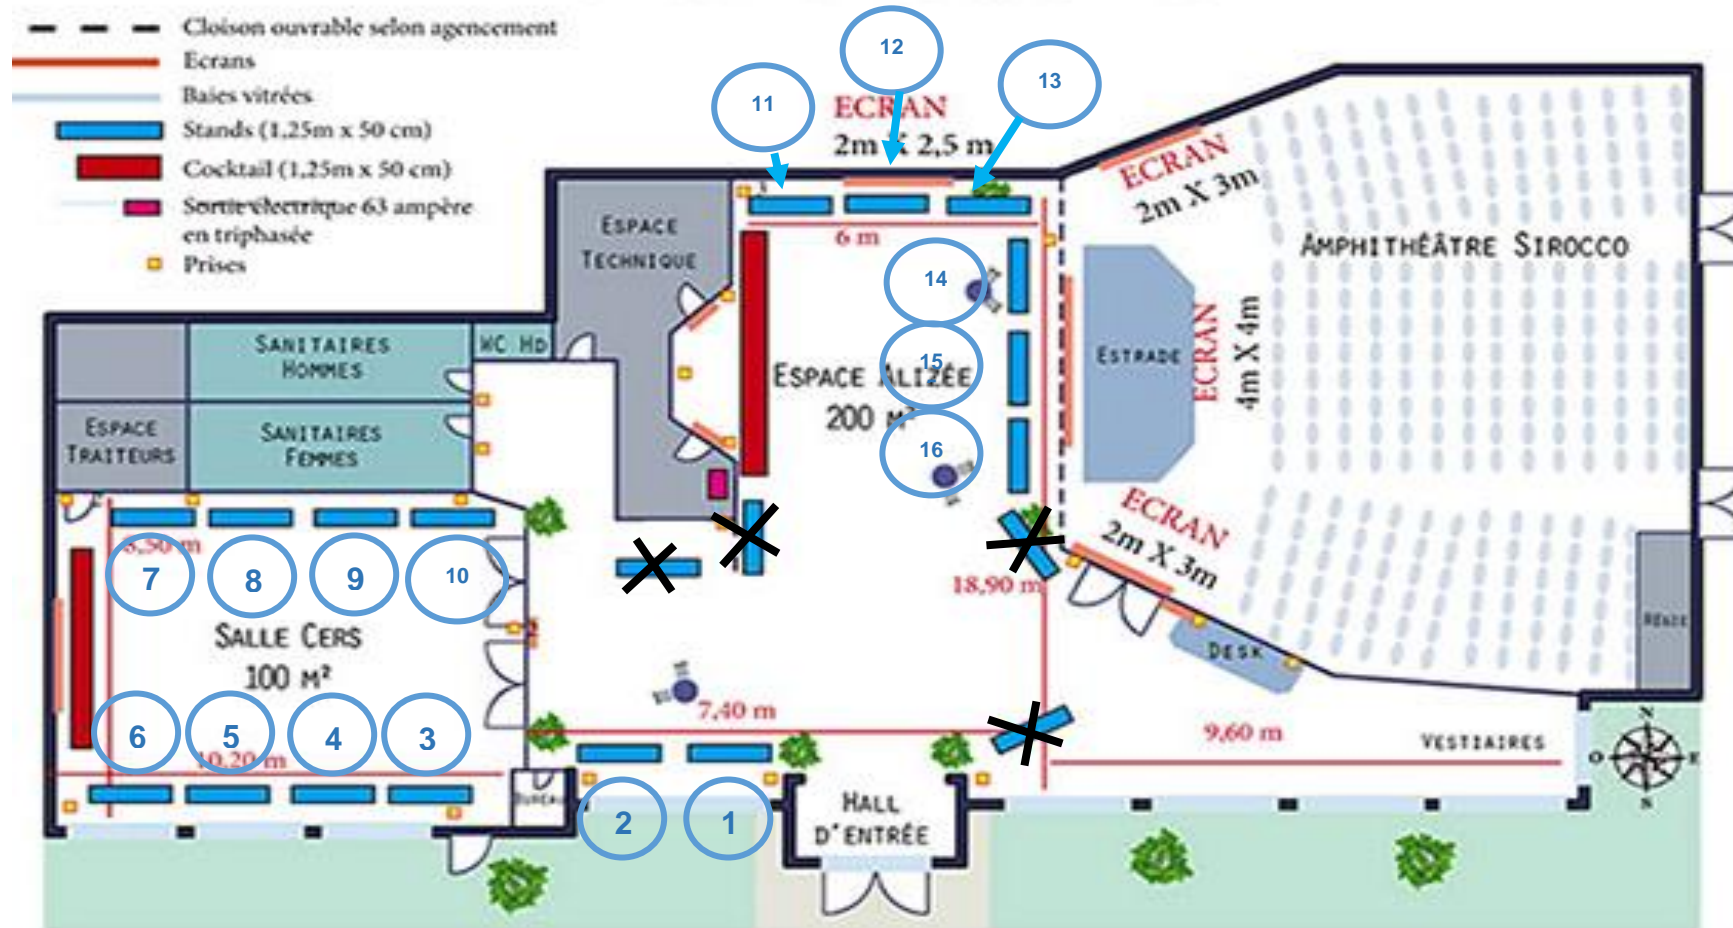 Cloison ouvrable selon agencement
Ecrans
Baies vitrées
Stands (1,25m x 50 cm)
Cocktail (1,25m x 50 cm)
Sortie électrique 63 ampère
en triphasée
Prises
11
12
13
ECRAN
2m X 2,5 m
ECRAN
2m X 3m
ESPACE
TECHNIQUE
6 m
AMPHITHÉÂTRE SIROCCO
14
15
16
ESPACE ALIZÉE
200 M²
ESTRADE
ECRAN
4m X 4m
SANITAIRES
HOMMES
WC HD
ESPACE
TRAITEURS
SANITAIRES
FEMMES
ECRAN
2m X 3m
18,90 m
7
8
9
10
SALLE CERS
100 M²
DESK
RÉGIE
6
5
4
3
10,20 m
7,40 m
9,60 m
VESTIAIRES
N
O
E
S
BUREAU
2
1
HALL
D'ENTRÉE